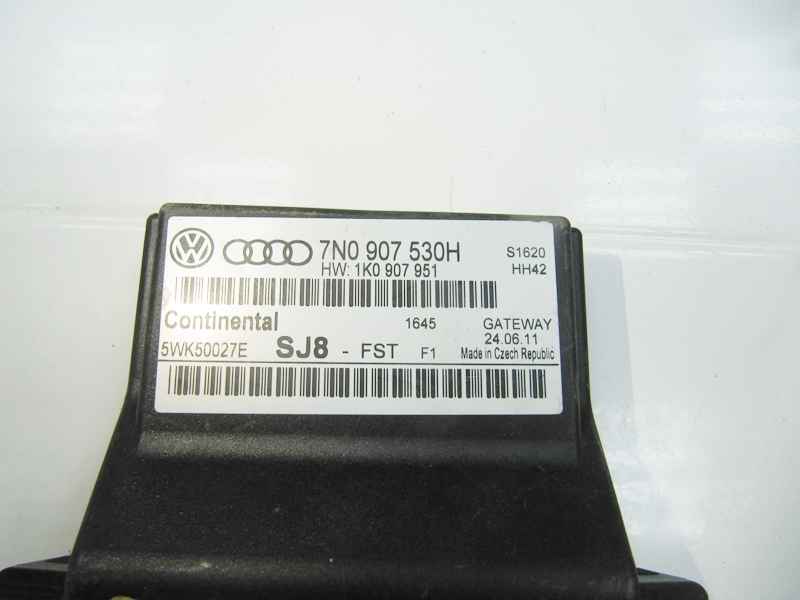 VW 7N0 907 530H S1620
HW: 1K0 907 951 HH42
Continental 1645 GATEWAY
24.06.11
5WK50027E SJ8 - FST F1 Made in Czech Republic